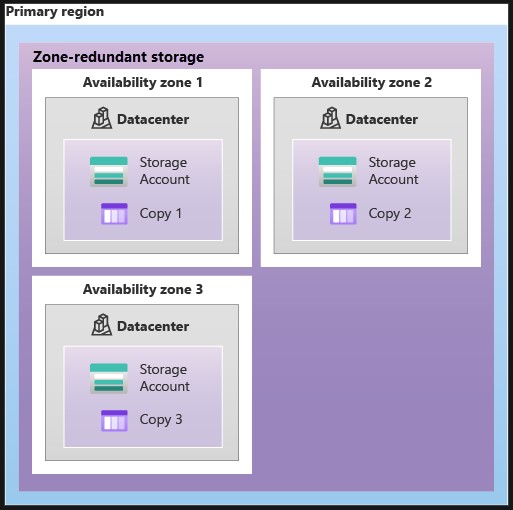 Primary region
Zone-redundant storage
Availability zone 1
Datacenter
Storage
Account
Copy 1
Availability zone 2
Datacenter
Storage
Account
Copy 2
Availability zone 3
Datacenter
Storage
Account
Copy 3